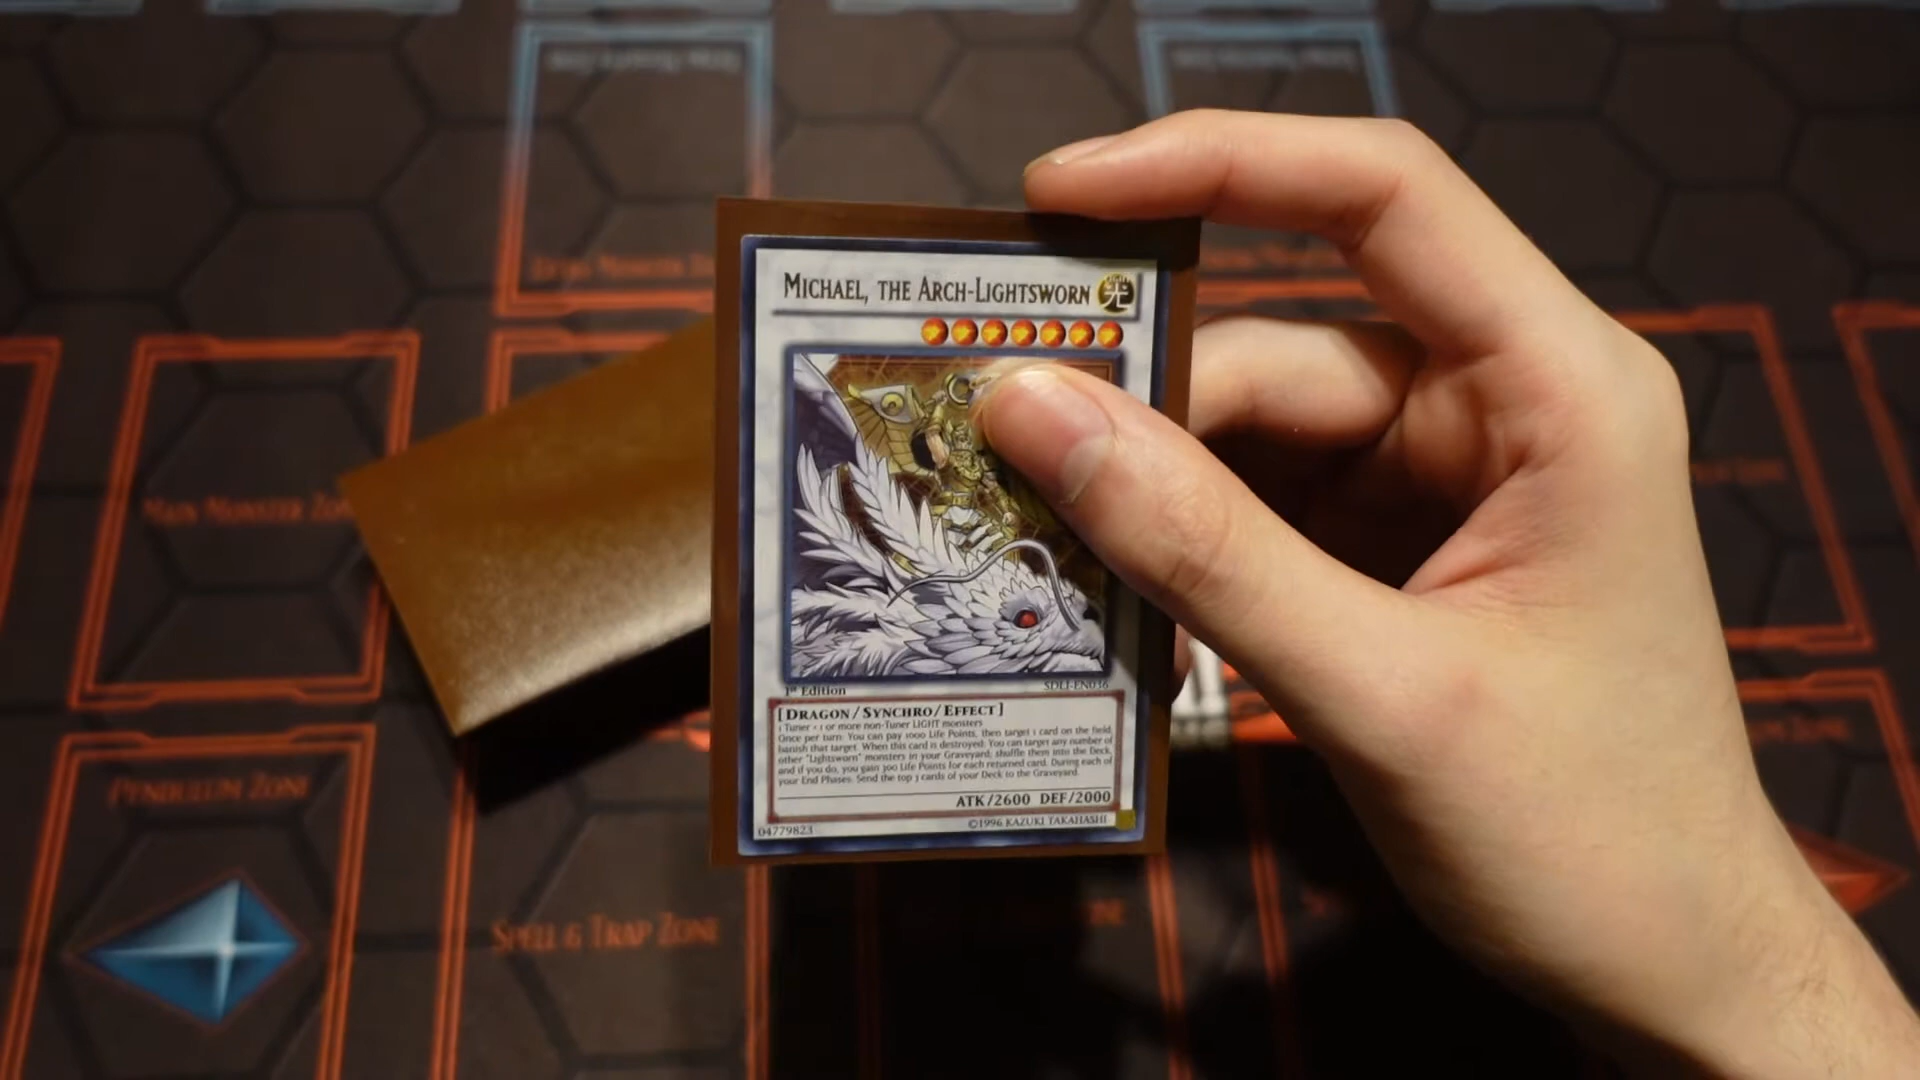 MICHAEL, THE ARCH-LIGHTSWORN
光
1st Edition
SDLI-EN036
[DRAGON/SYNCHRO/EFFECT]
1 Tuner + 1 or more non-Tuner LIGHT monsters
Once per turn: You can pay 1000 Life Points, then target 1 card on the field;
banish that target. When this card is destroyed: You can target any number of
other "Lightsworn" monsters in your Graveyard; shuffle them into the Deck,
and if you do, you gain 300 Life Points for each returned card. During each of
your End Phases: Send the top 3 cards of your Deck to the Graveyard.
ATK/2600 DEF/2000
04779823
©1996 KAZUKI TAKAHASHI
MAIN MONSTER ZON
PENDULUM ZONE
SPELL & TRAP ZONE